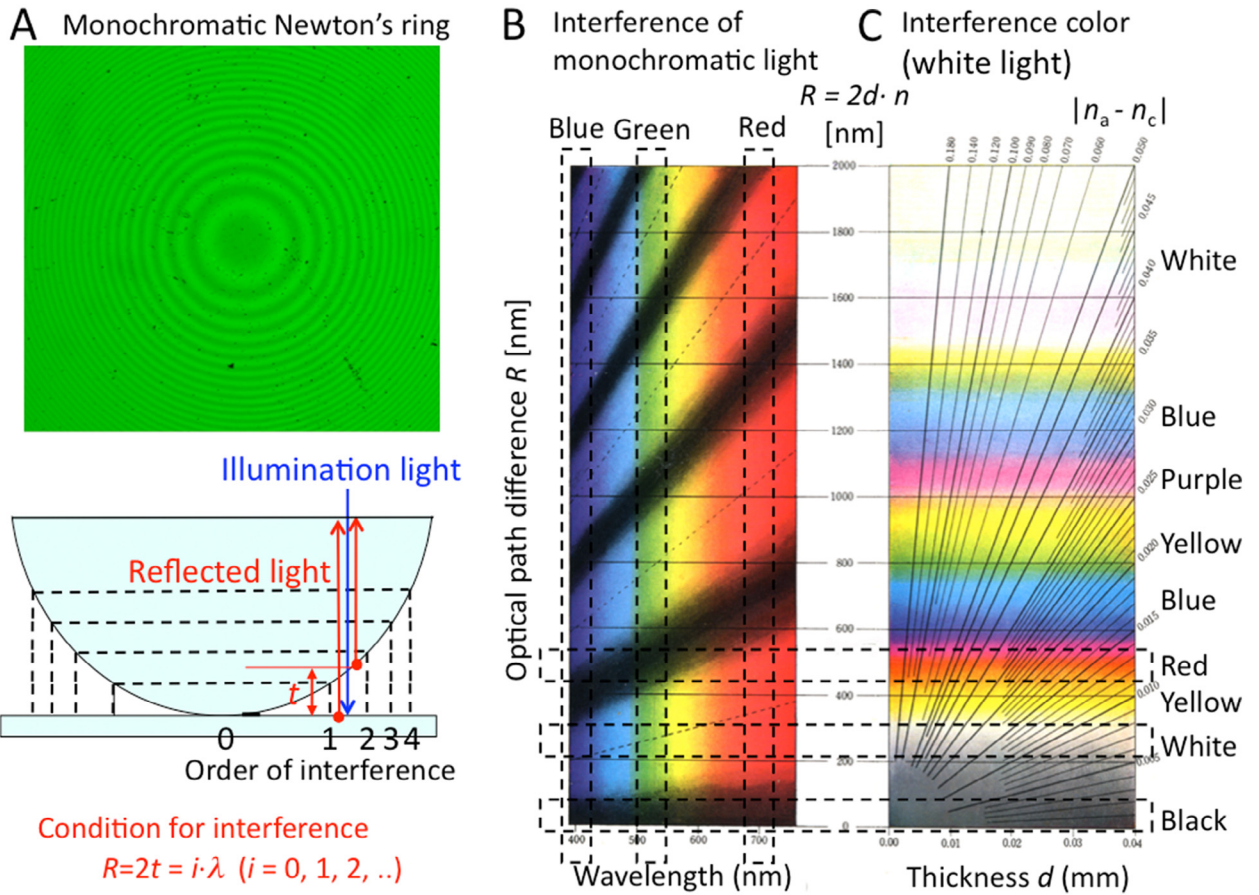 A Monochromatic Newton’s ring
Illumination light
Reflected light
t
0 1 2 3 4
Order of interference
Condition for interference
R=2t = i·λ (i = 0, 1, 2, ..)
B Interference of
monochromatic light
R = 2d· n
[nm]
Blue Green Red
Optical path difference R [nm]
2000
1800
1600
1400
1200
1000
800
600
400
200
0
400 500 600 700
Wavelength (nm)
C Interference color
(white light)
|nₐ - n꜀|
0.180 0.140 0.120 0.100 0.090 0.080 0.070 0.060 0.050
0.045
0.040
0.035
0.030
0.025
0.020
0.015
0.010
0.005
White
Blue
Purple
Yellow
Blue
Red
Yellow
White
Black
0.00 0.01 0.02 0.03 0.04
Thickness d (mm)